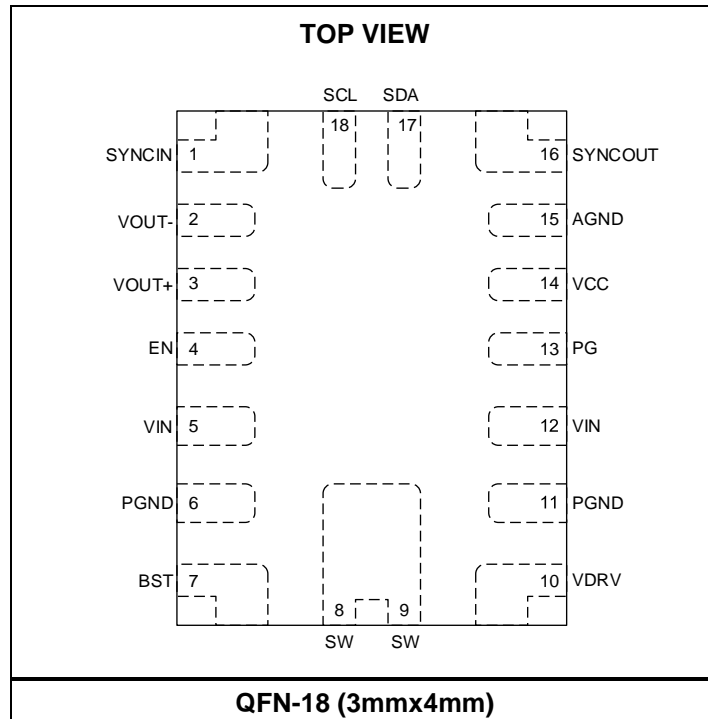 TOP VIEW
SCL SDA
18 17
SYNCIN 1 16 SYNCOUT
VOUT- 2 15 AGND
VOUT+ 3 14 VCC
EN 4 13 PG
VIN 5 12 VIN
PGND 6 11 PGND
BST 7 10 VDRV
8 9
SW SW
QFN-18 (3mmx4mm)